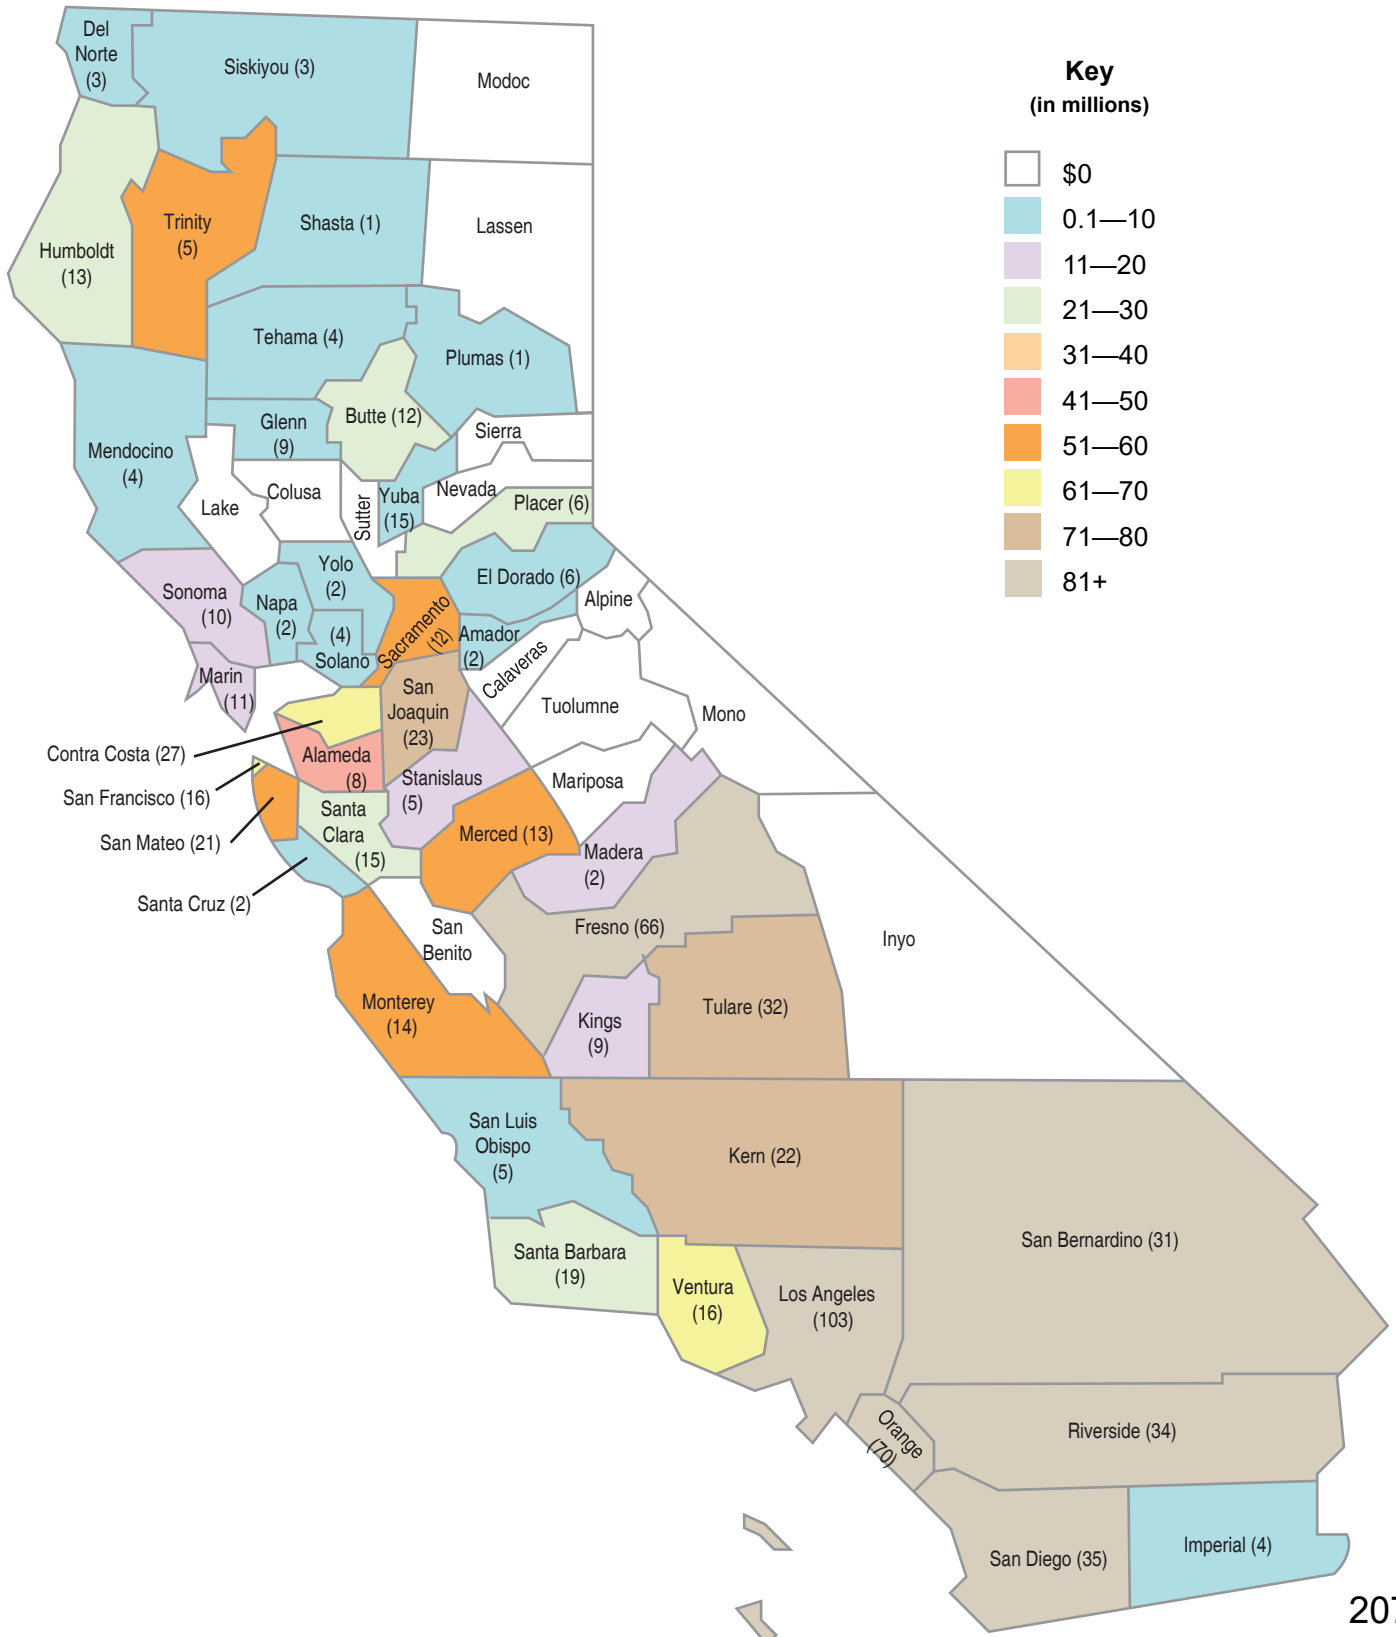 Del
Norte
(3)
Siskiyou (3)
Modoc
Key
(in millions)
$0
0.1—10
11—20
21—30
31—40
41—50
51—60
61—70
71—80
81+
Humboldt
(13)
Trinity
(5)
Shasta (1)
Lassen
Tehama (4)
Plumas (1)
Mendocino
(4)
Glenn
(9)
Butte (12)
Sierra
Lake
Colusa
Sutter
Yuba
(15)
Nevada
Placer (6)
Sonoma
(10)
Napa
(2)
Yolo
(2)
(4)
Solano
Sacramento
(12)
El Dorado (6)
Amador
(2)
Alpine
Calaveras
Marin
(11)
San
Joaquin
(23)
Tuolumne
Mono
Contra Costa (27)
Alameda
(8)
Stanislaus
(5)
Mariposa
San Francisco (16)
San Mateo (21)
Santa
Clara
(15)
Merced (13)
Madera
(2)
Santa Cruz (2)
San
Benito
Fresno (66)
Inyo
Monterey
(14)
Kings
(9)
Tulare (32)
San Luis
Obispo
(5)
Kern (22)
San Bernardino (31)
Santa Barbara
(19)
Ventura
(16)
Los Angeles
(103)
Orange
(70)
Riverside (34)
San Diego (35)
Imperial (4)
207